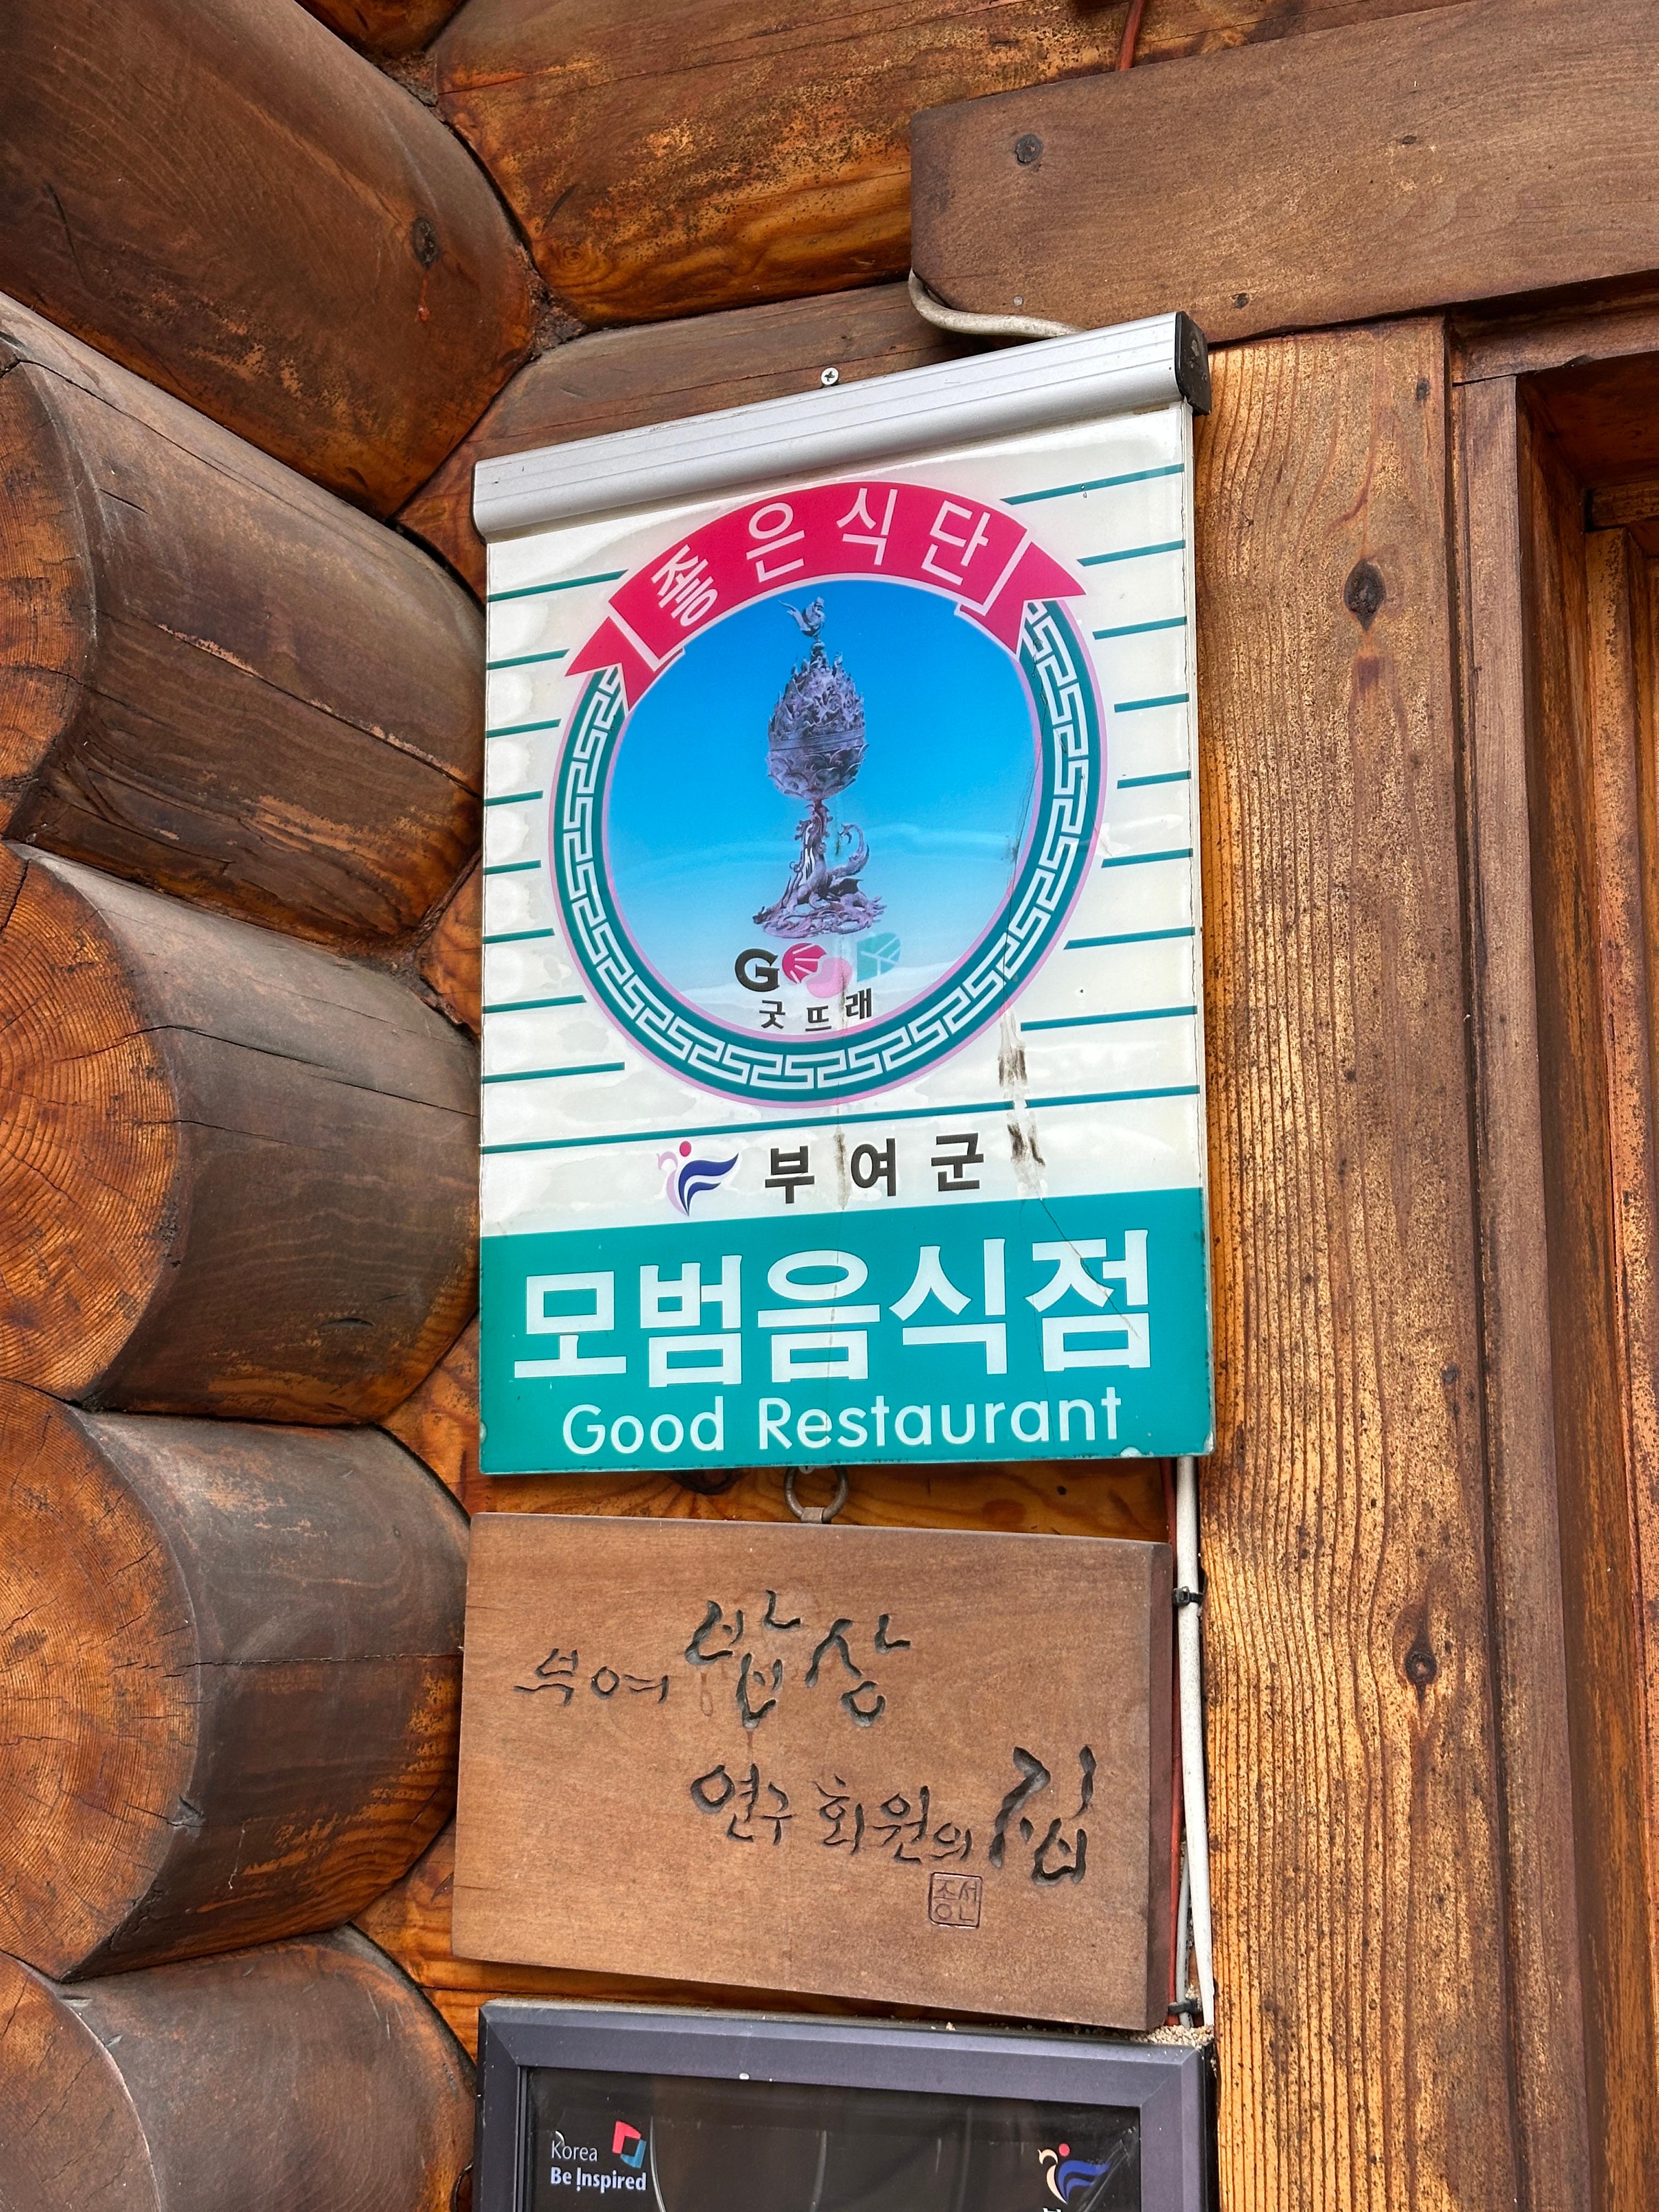 좋은식단
GOOD
굿뜨래
부여군
모범음식점
Good Restaurant
부여 밥상
연구회원의 집
Korea
Be Inspired